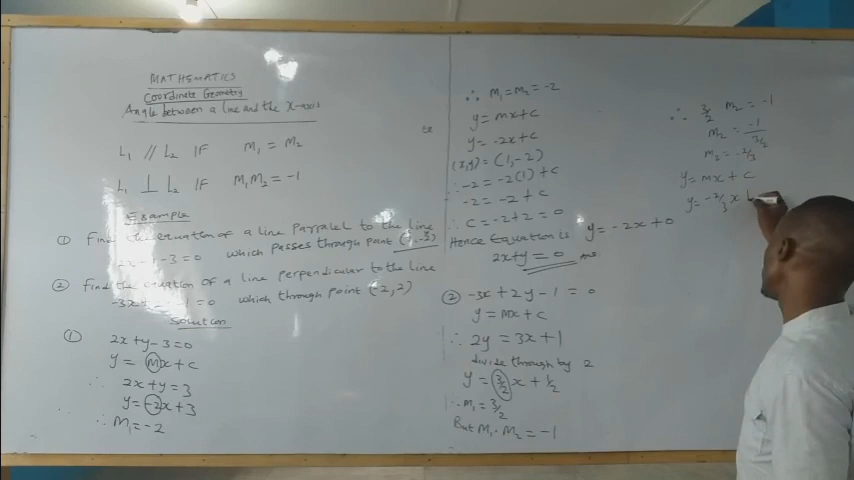 MATHEMATICS
Coordinate Geometry
Angle between a line and the x-axis
L₁ // L₂ IF M₁ = M₂
L₁ ⊥ L₂ IF M₁M₂ = -1
Example
① Find the equation of a line Parralel to the line
-3=0 which passes through point
② Find the equation of a line perpendicular to the line
-3x+ -1=0 which through point (-2,2)
Solution
① 2x+y-3=0
y = mx+c
∴ 2x+y=3
y=-2x+3
∴ M₁=-2
∴ M₁=M₂=-2
y=mx+c
y=-2x+c
(x,y)=(1,-2)
∴ -2=-2(1)+c
-2=-2+c
∴ c=-2+2=0
Hence Equation is y=-2x+0
2x+y=0 Ans
② -3x+2y-1=0
y=mx+c
∴ 2y=3x+1
divide through by 2
y=3/2x+1/2
∴ M₁=3/2
But M₁·M₂=-1
∴ 3/2 M₂=-1
M₂=-1/3/2
M₂=-2/3
y=mx+c
y=-2/3x